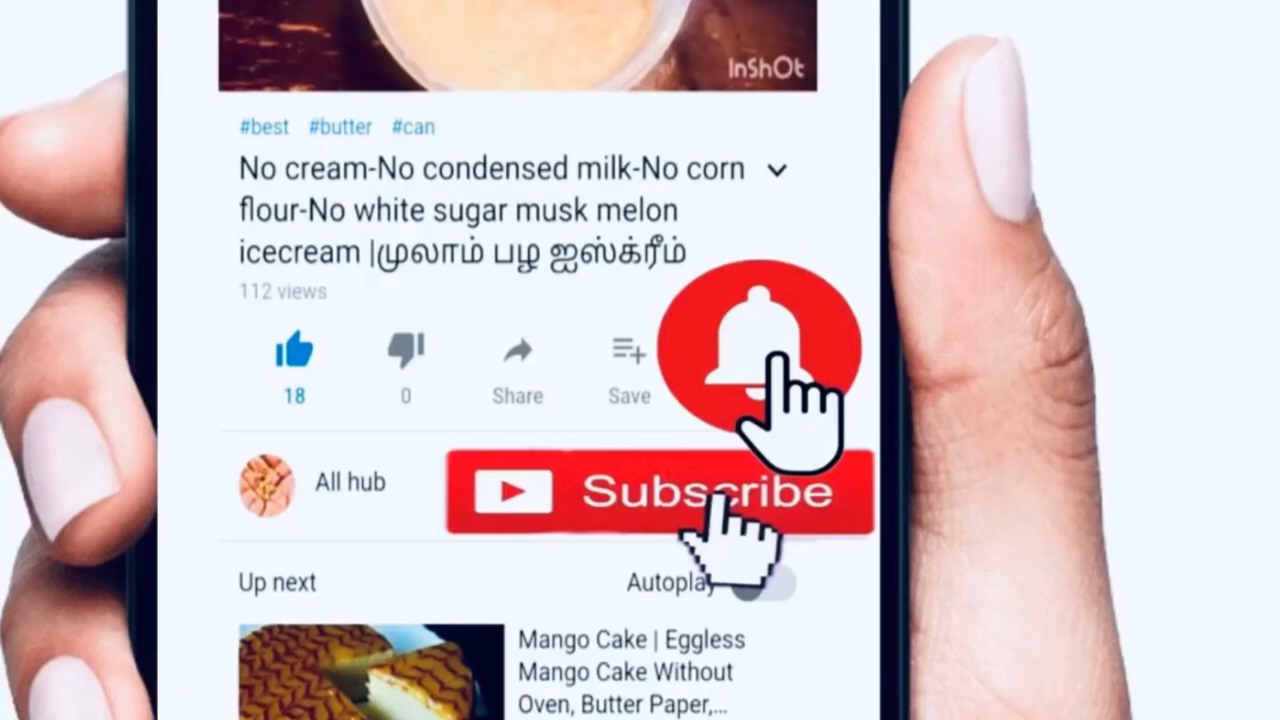 InShOt
#best #butter #can
No cream-No condensed milk-No corn
flour-No white sugar musk melon
icecream |முலாம் பழ ஐஸ்க்ரீம்
112 views
18 0 Share Save
All hub Subscribe
Up next Autoplay
Mango Cake | Eggless
Mango Cake Without
Oven, Butter Paper,...